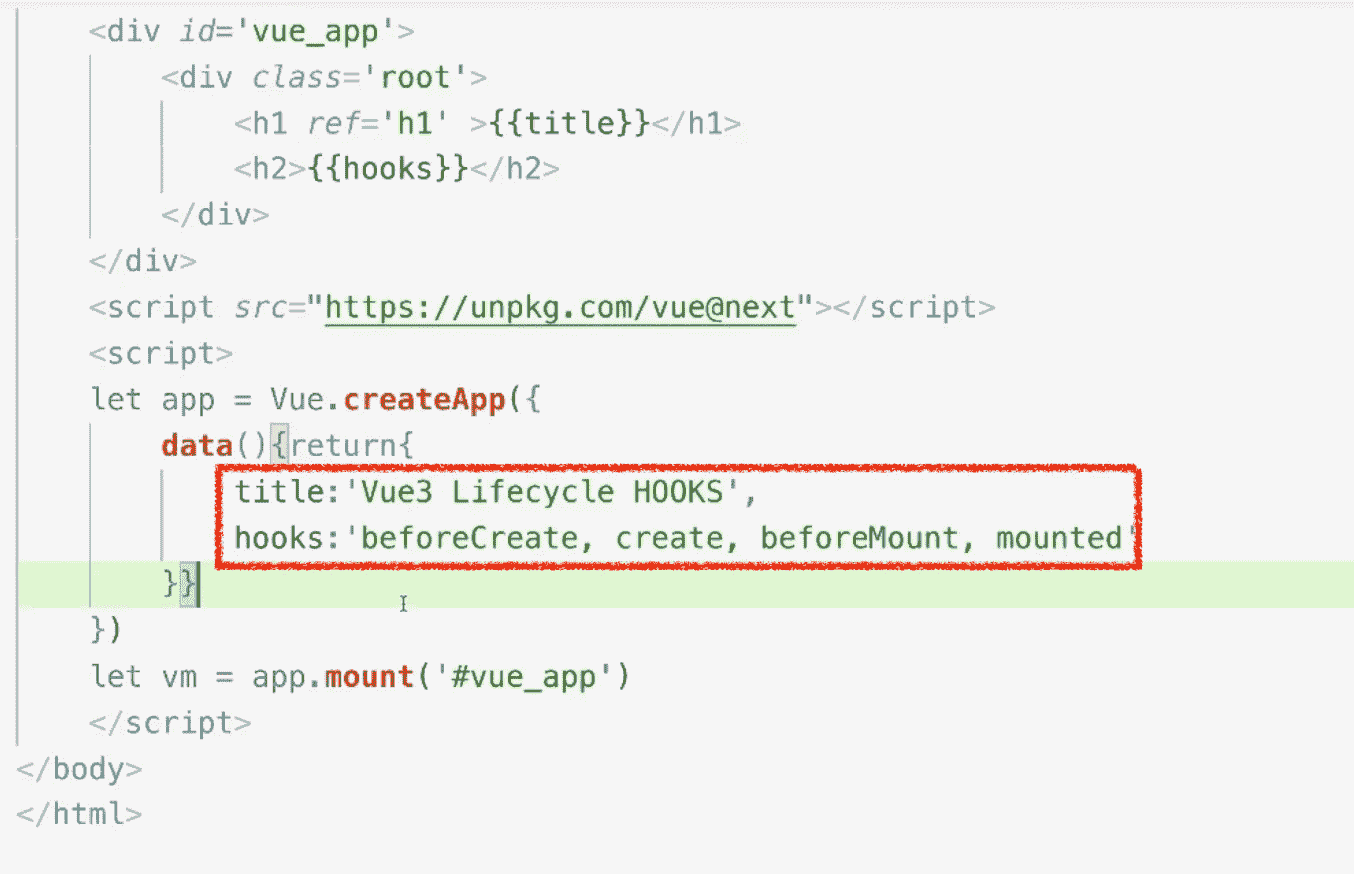 <div id='vue_app'>
<div class='root'>
<h1 ref='h1' >{{title}}</h1>
<h2>{{hooks}}</h2>
</div>
</div>
<script src="https://unpkg.com/vue@next"></script>
<script>
let app = Vue.createApp({
data(){return{
title:'Vue3 Lifecycle HOOKS',
hooks:'beforeCreate, create, beforeMount, mounted'
}}
})
let vm = app.mount('#vue_app')
</script>
</body>
</html>